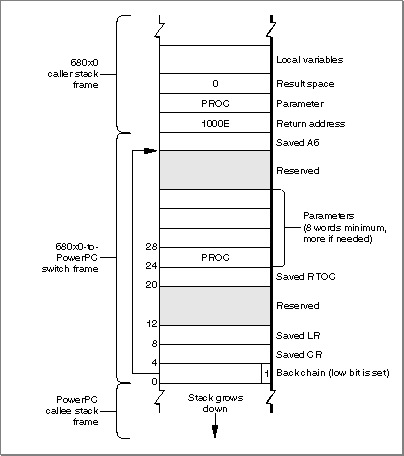 Local variables
680x0
caller stack
frame
0
Result space
PROC
Parameter
1000E
Return address
Saved A6
Reserved
Parameters
(8 words minimum,
more if needed)
680x0-to-
PowerPC
switch frame
28
24
PROC
Saved RTOC
20
Reserved
12
Saved LR
8
Saved CR
4
1
Back chain (low bit is set)
0
PowerPC
callee stack
frame
Stack grows
down